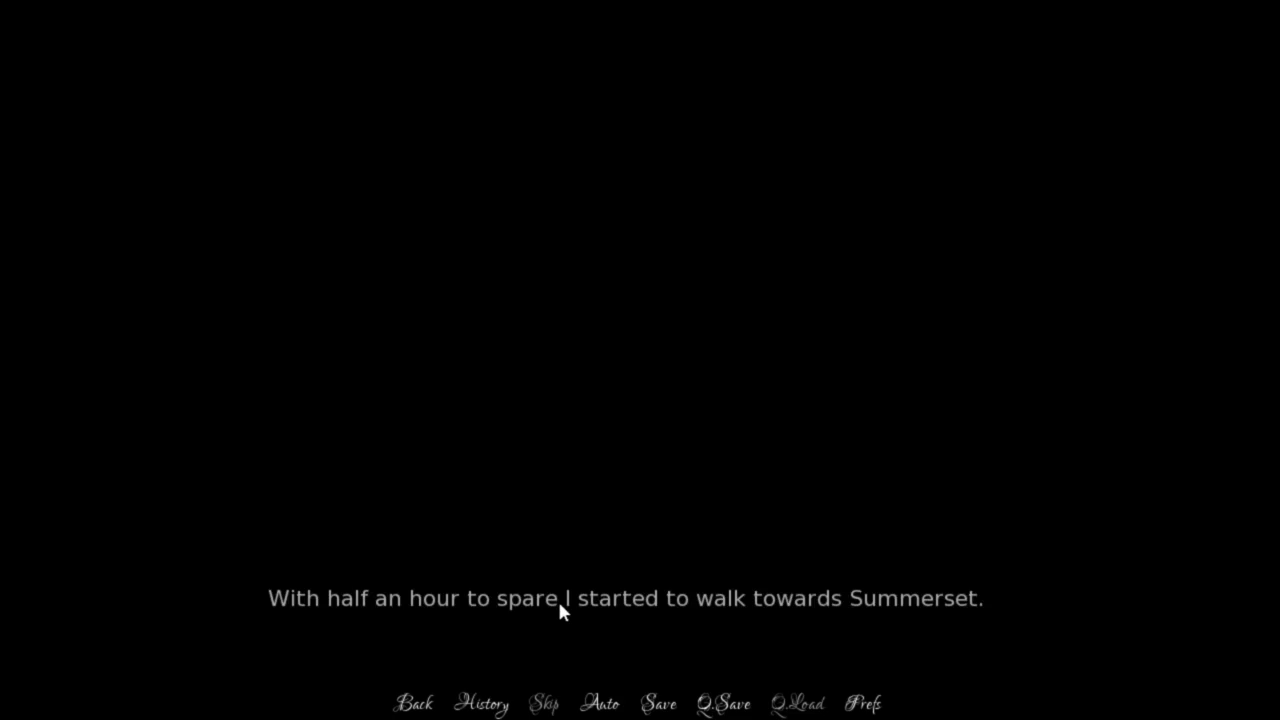 With half an hour to spare I started to walk towards Summerset.
Back History Skip Auto Save Q.Save Q.Load Prefs